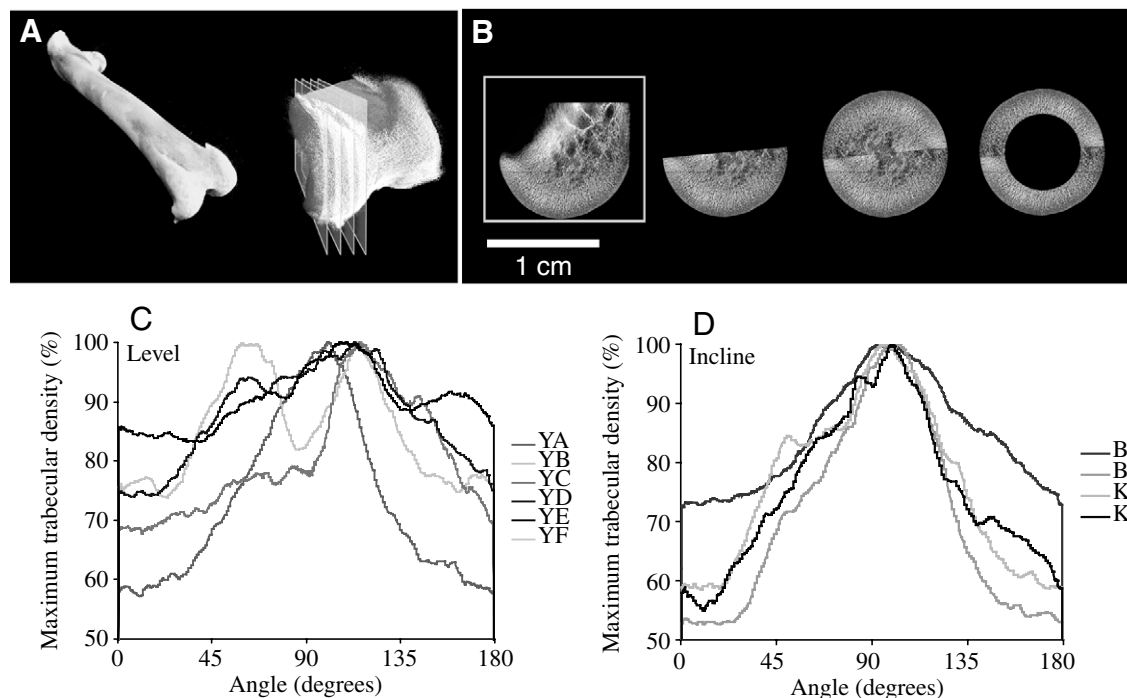 A
B
1 cm
C
Level
Maximum trabecular density (%)
100
90
80
70
60
50
0
45
90
135
180
Angle (degrees)
YA
YB
YC
YD
YE
YF
D
Incline
Maximum trabecular density (%)
100
90
80
70
60
50
0
45
90
135
180
Angle (degrees)
B
B
K
K